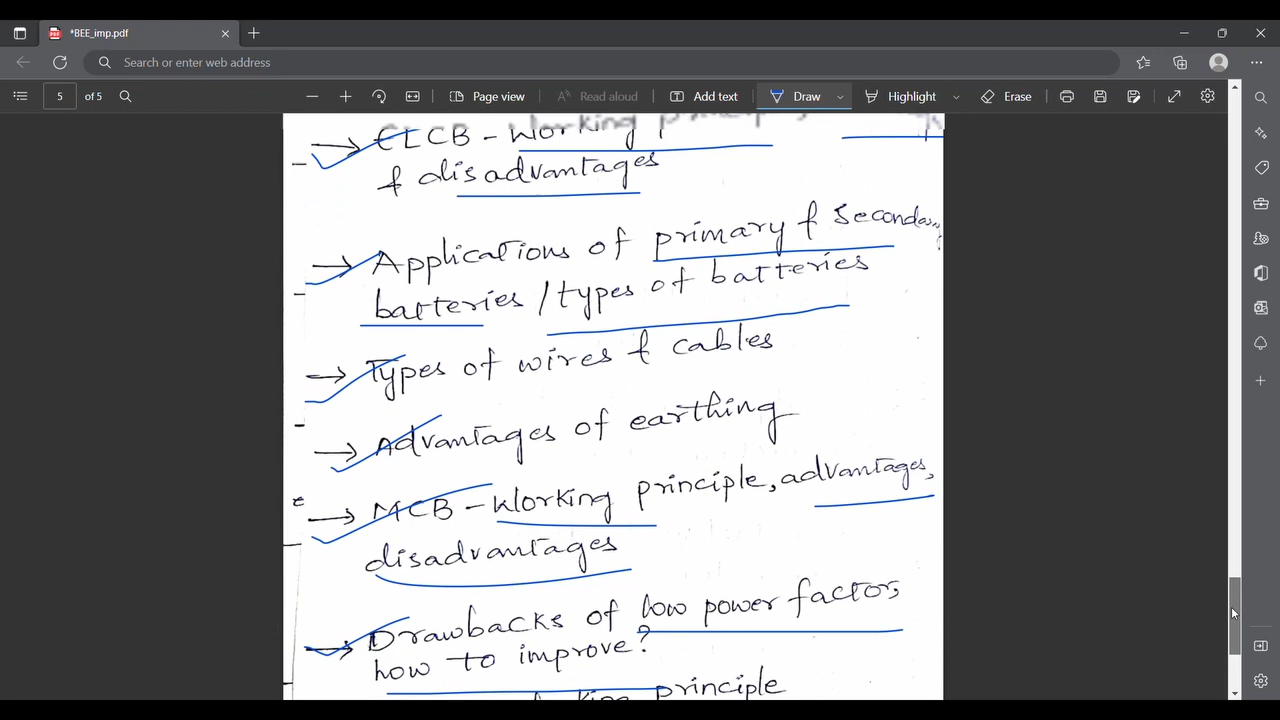 *BEE_imp.pdf
Search or enter web address
5 of 5
Page view
Read aloud
Add text
Draw
Highlight
Erase
→ ELCB - Working
& disadvantages
→ Applications of primary & Secondary
batteries / types of batteries
→ Types of wires & cables
→ Advantages of earthing
→ MCB - Working principle, advantages,
disadvantages
→ Drawbacks of low power factor,
how to improve?
principle